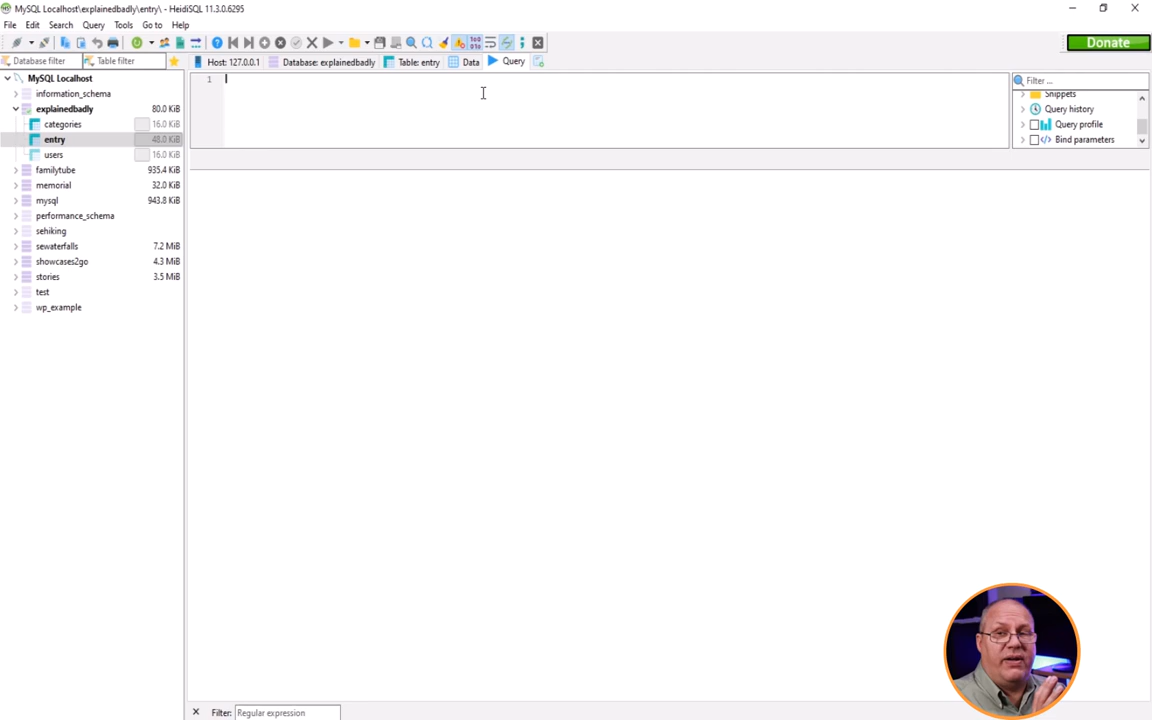 MySQL Localhost\explainedbadly\entry\ - HeidiSQL 11.3.0.6295
File Edit Search Query Tools Go to Help
Donate
Database filter Table filter Host: 127.0.0.1 Database: explainedbadly Table: entry Data Query
MySQL Localhost
information_schema
explainedbadly 80.0 KiB
categories 16.0 KiB
entry 48.0 KiB
users 16.0 KiB
familytube 935.4 KiB
memorial 32.0 KiB
mysql 943.8 KiB
performance_schema
sehiking
sewaterfalls 7.2 MiB
showcases2go 4.3 MiB
stories 3.5 MiB
test
wp_example
1
Filter ...
Snippets
Query history
Query profile
Bind parameters
Filter: Regular expression